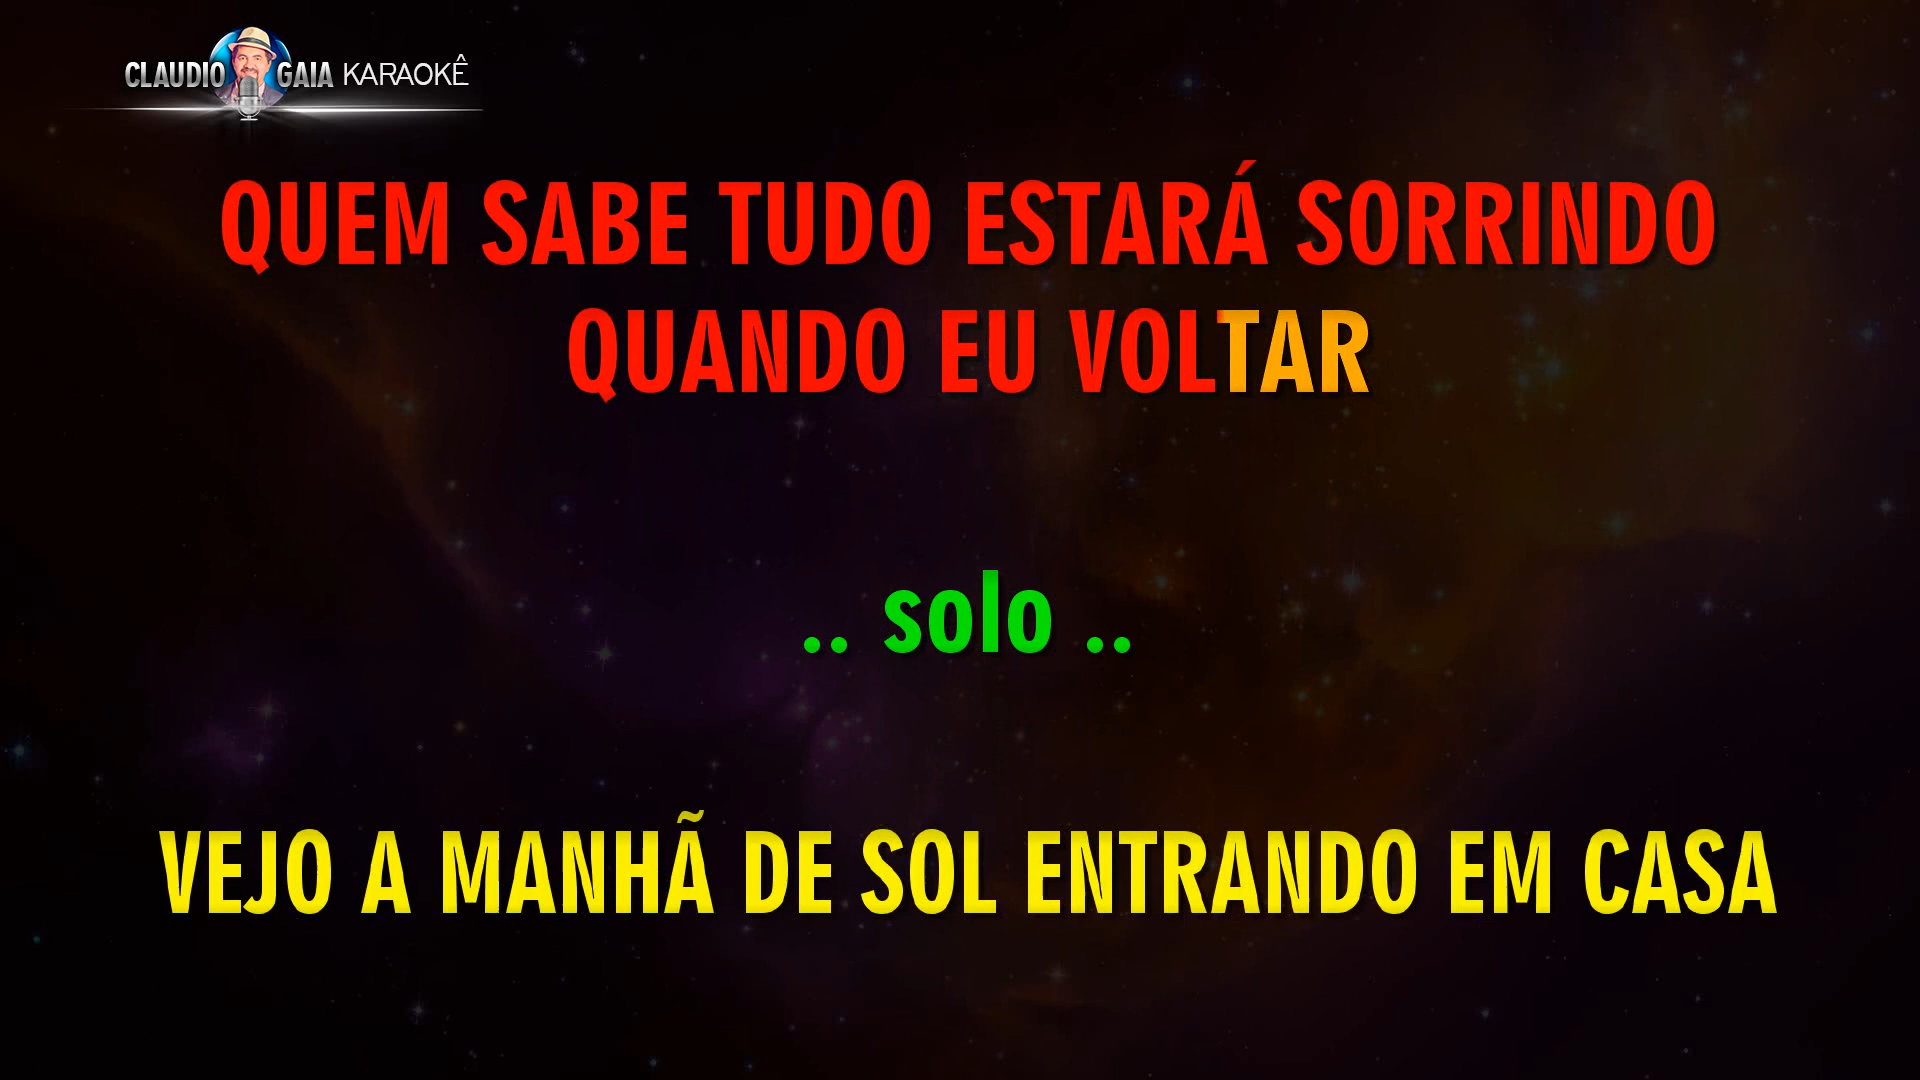 CLAUDIO GAIA KARAOKÊ
QUEM SABE TUDO ESTARÁ SORRINDO
QUANDO EU VOLTAR
.. solo ..
VEJO A MANHÃ DE SOL ENTRANDO EM CASA